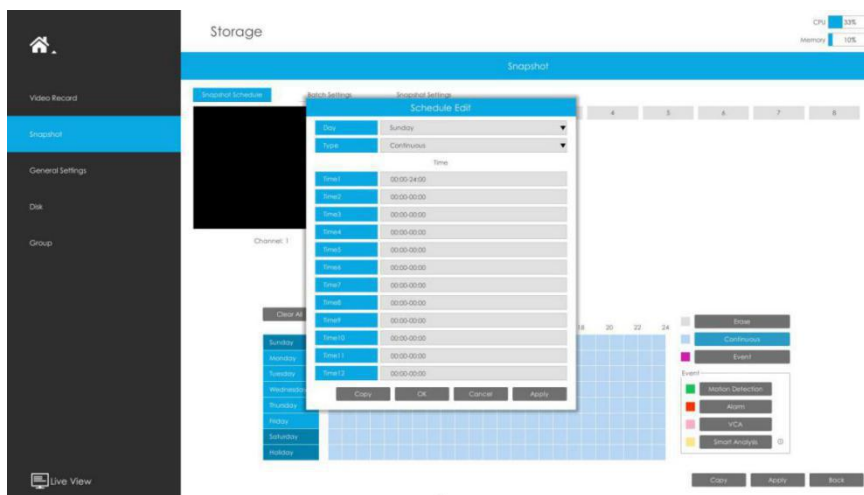 Storage
CPU 33%
Memory 10%
Snapshot
Video Record
Snapshot
General Settings
Disk
Group
Live View
Snapshot Schedule Batch Settings Snapshot Settings
4 5 6 7 8
Channel: 1
Schedule Edit
Day Sunday
Type Continuous
Time
Time1 00:00-24:00
Time2 00:00-00:00
Time3 00:00-00:00
Time4 00:00-00:00
Time5 00:00-00:00
Time6 00:00-00:00
Time7 00:00-00:00
Time8 00:00-00:00
Time9 00:00-00:00
Time10 00:00-00:00
Time11 00:00-00:00
Time12 00:00-00:00
Copy OK Cancel Apply
Clear All
18 20 22 24
Sunday
Monday
Tuesday
Wednesday
Thursday
Friday
Saturday
Holiday
Erase
Continuous
Event
Event
Motion Detection
Alarm
VCA
Smart Analysis
Copy Apply Back